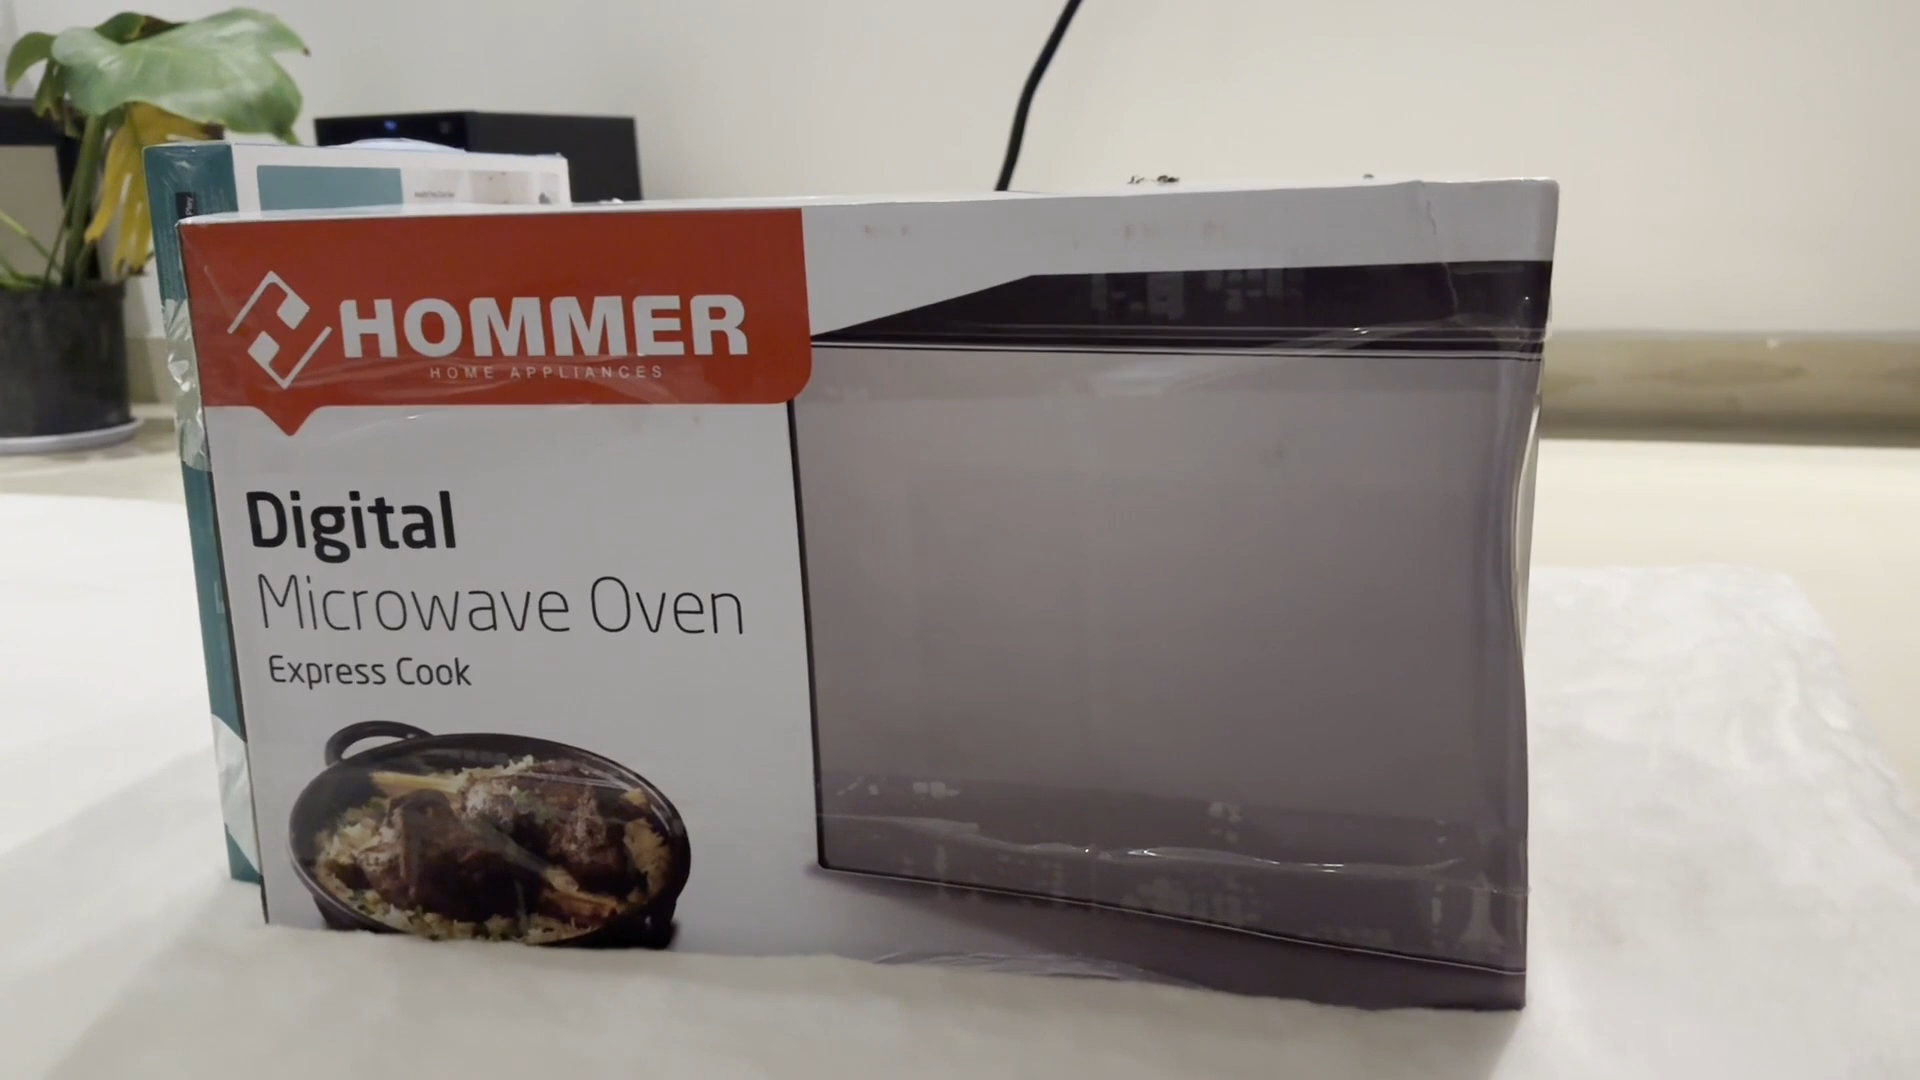 HOMMER
HOME APPLIANCES
Digital
Microwave Oven
Express Cook